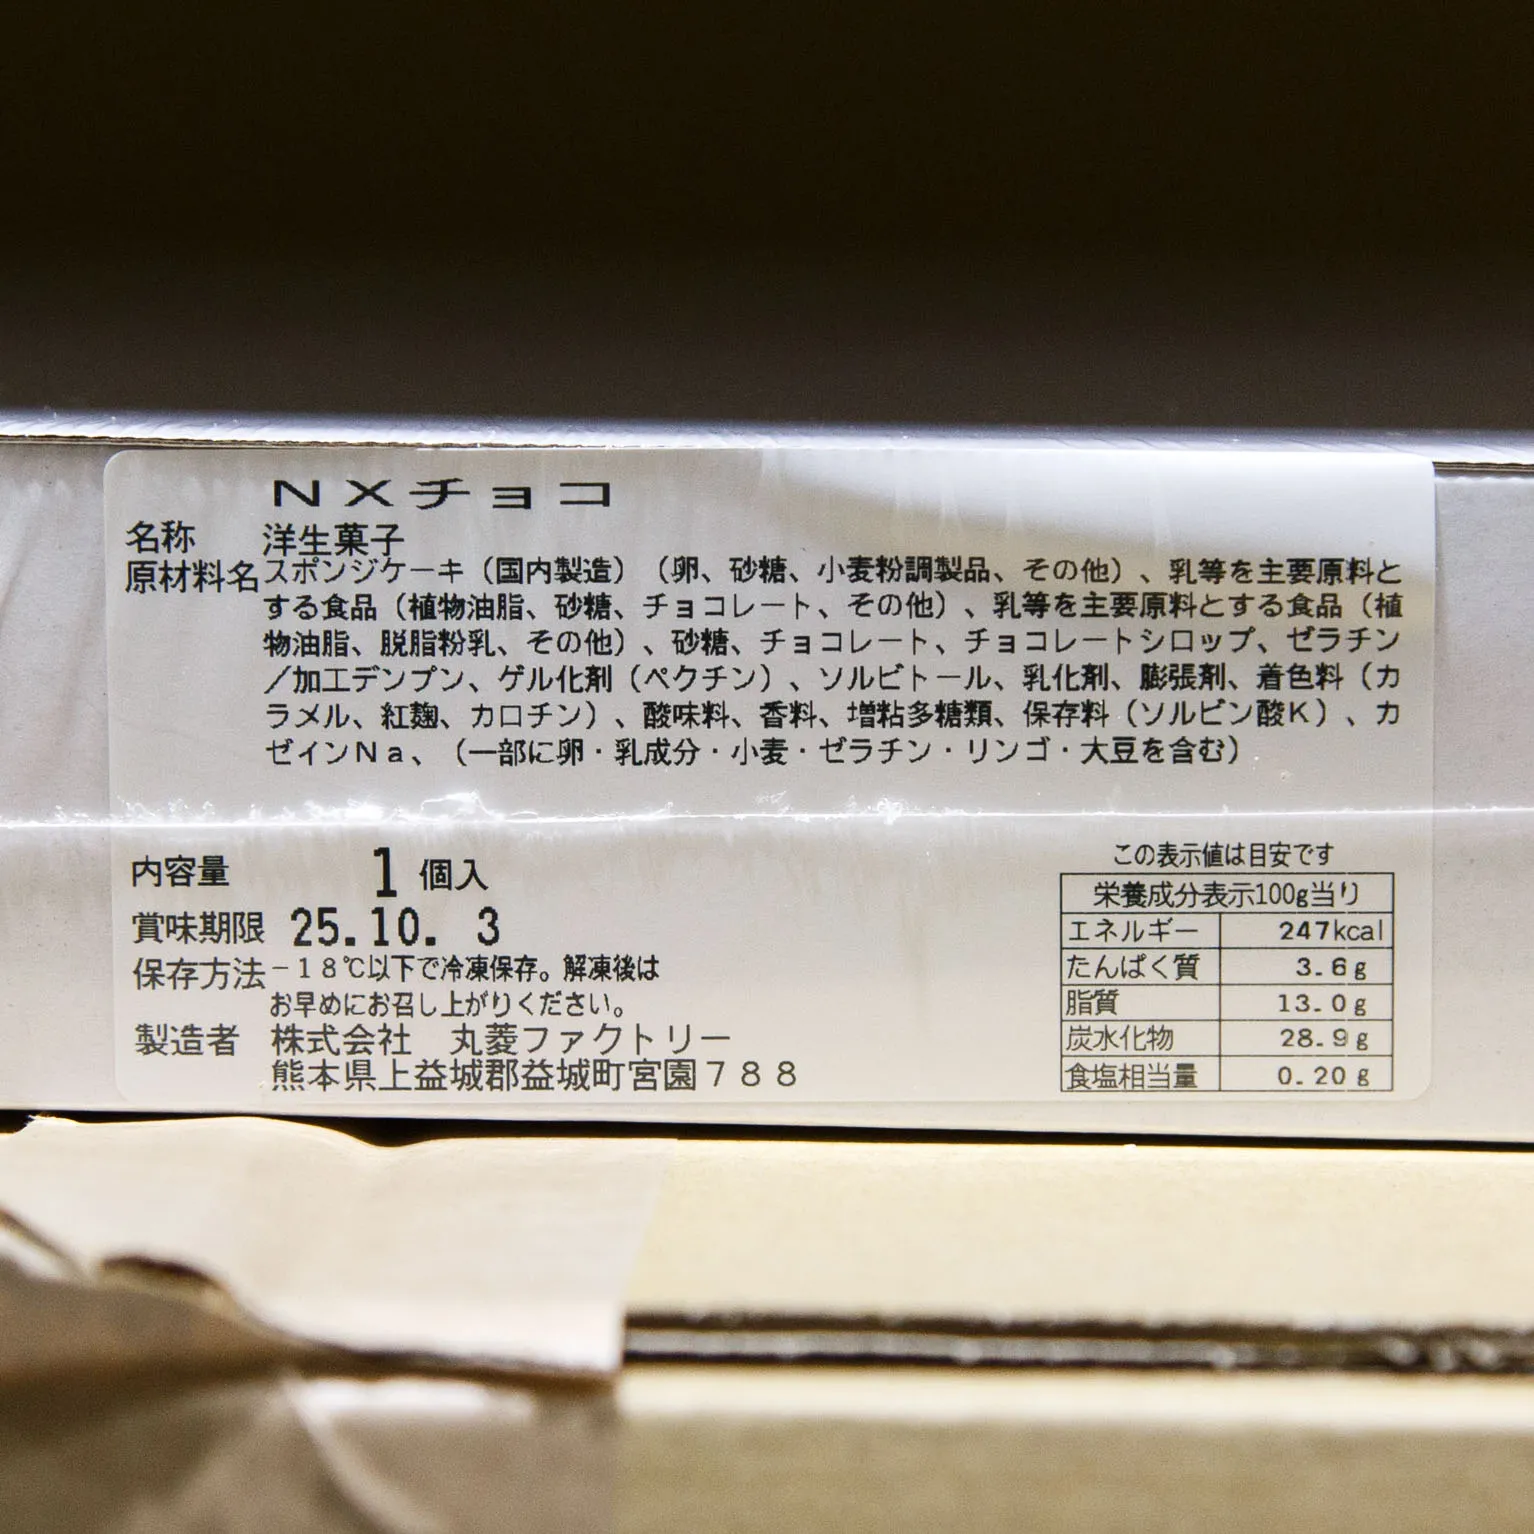 NXチョコ
名称 洋生菓子
原材料名 スポンジケーキ（国内製造）（卵、砂糖、小麦粉調製品、その他）、乳等を主要原料と
する食品（植物油脂、砂糖、チョコレート、その他）、乳等を主要原料とする食品（植
物油脂、脱脂粉乳、その他）、砂糖、チョコレート、チョコレートシロップ、ゼラチン
／加工デンプン、ゲル化剤（ペクチン）、ソルビトール、乳化剤、膨張剤、着色料（カ
ラメル、紅麹、カロチン）、酸味料、香料、増粘多糖類、保存料（ソルビン酸K）、カ
ゼインNa、（一部に卵・乳成分・小麦・ゼラチン・リンゴ・大豆を含む）
内容量 1 個入
賞味期限 25.10. 3
保存方法 －１８℃以下で冷凍保存。解凍後は
お早めにお召し上がりください。
製造者 株式会社 丸菱ファクトリー
熊本県上益城郡益城町宮園７８８
この表示値は目安です
栄養成分表示100g当り
エネルギー 247kcal
たんぱく質 3.6g
脂質 13.0g
炭水化物 28.9g
食塩相当量 0.20g